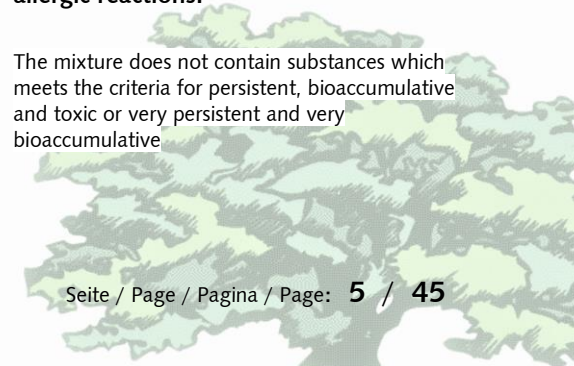 allergic reactions.
The mixture does not contain substances which
meets the criteria for persistent, bioaccumulative
and toxic or very persistent and very
bioaccumulative
Seite / Page / Pagina / Page: 5 / 45